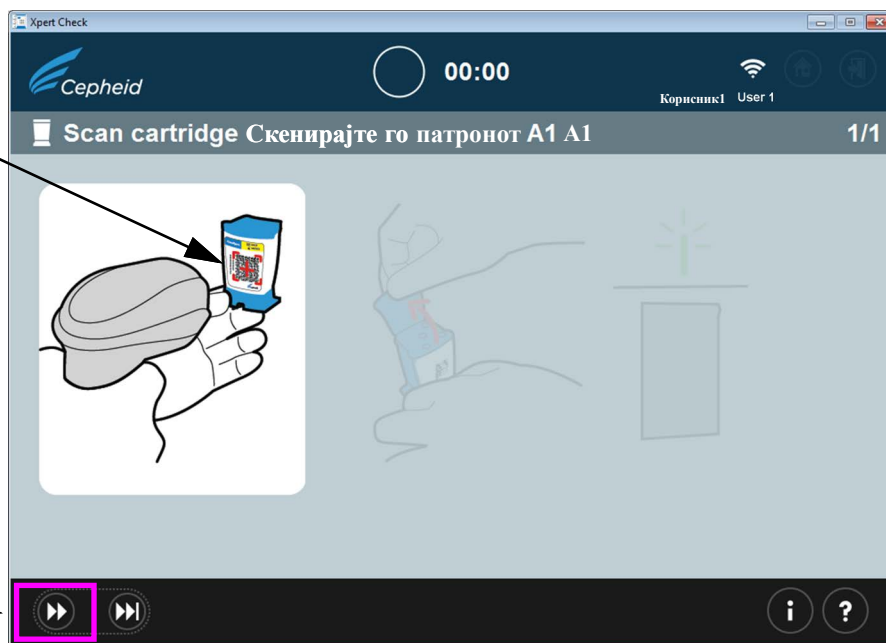 Xpert Check
Cepheid
00:00
Корисник1 User 1
Scan cartridge Скенирајте го патронот A1 A1
1/1
i ?